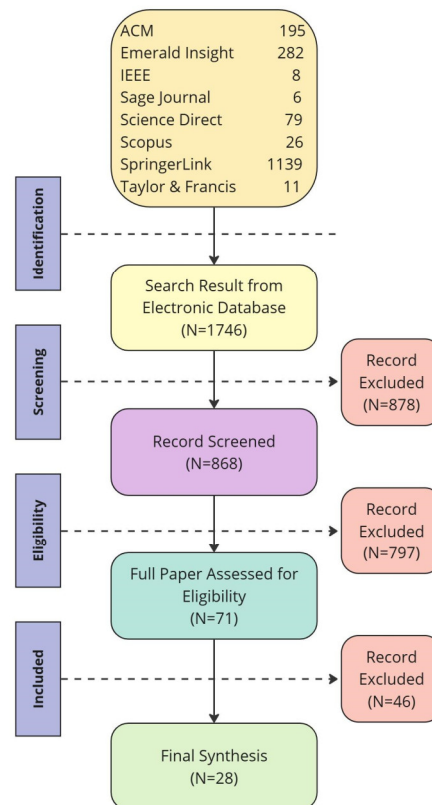 ACM 195
Emerald Insight 282
IEEE 8
Sage Journal 6
Science Direct 79
Scopus 26
SpringerLink 1139
Taylor & Francis 11
Identification
Search Result from
Electronic Database
(N=1746)
Screening
Record
Excluded
(N=878)
Record Screened
(N=868)
Eligibility
Record
Excluded
(N=797)
Full Paper Assessed for
Eligibility
(N=71)
Included
Record
Excluded
(N=46)
Final Synthesis
(N=28)